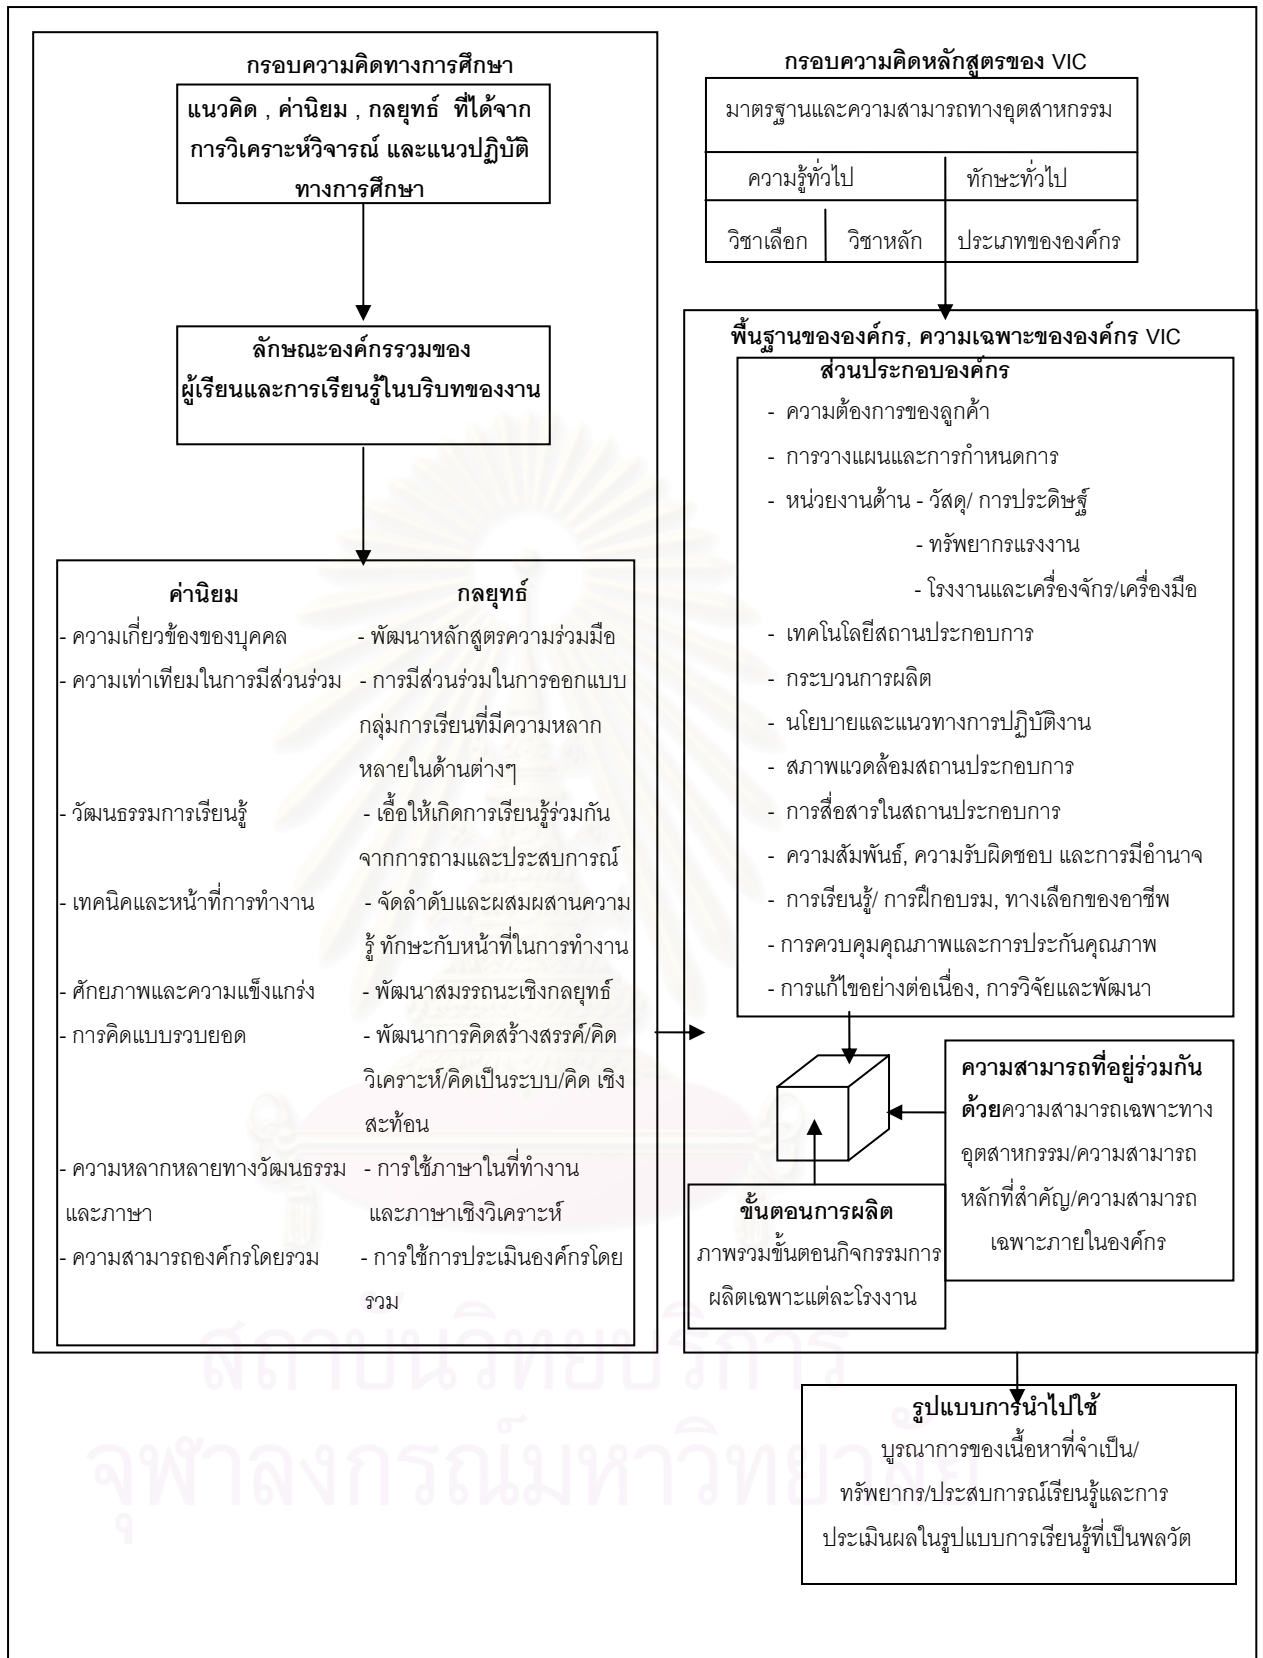 กรอบความคิดทางการศึกษา
แนวคิด , ค่านิยม , กลยุทธ์ ที่ได้จาก
การวิเคราะห์วิจารณ์ และแนวปฏิบัติ
ทางการศึกษา
ลักษณะองค์กรรวมของ
ผู้เรียนและการเรียนรู้ในบริบทของงาน
ค่านิยม กลยุทธ์
- ความเกี่ยวข้องของบุคคล - พัฒนาหลักสูตรความร่วมมือ
- ความเท่าเทียมในการมีส่วนร่วม - การมีส่วนร่วมในการออกแบบ
กลุ่มการเรียนที่มีความหลาก
หลายในด้านต่างๆ
- วัฒนธรรมการเรียนรู้ - เอื้อให้เกิดการเรียนรู้ร่วมกัน
จากการถามและประสบการณ์
- เทคนิคและหน้าที่การทำงาน - จัดลำดับและผสมผสานความ
รู้ ทักษะกับหน้าที่ในการทำงาน
- ศักยภาพและความแข็งแกร่ง - พัฒนาสมรรถนะเชิงกลยุทธ์
- การคิดแบบรวบยอด - พัฒนาการคิดสร้างสรรค์/คิด
วิเคราะห์/คิดเป็นระบบ/คิด เชิง
สะท้อน
- ความหลากหลายทางวัฒนธรรม - การใช้ภาษาในที่ทำงาน
และภาษา และภาษาเชิงวิเคราะห์
- ความสามารถองค์กรโดยรวม - การใช้การประเมินองค์กรโดย
รวม
กรอบความคิดหลักสูตรของ VIC
มาตรฐานและความสามารถทางอุตสาหกรรม
ความรู้ทั่วไป ทักษะทั่วไป
วิชาเลือก วิชาหลัก ประเภทขององค์กร
พื้นฐานขององค์กร, ความเฉพาะขององค์กร VIC
ส่วนประกอบองค์กร
- ความต้องการของลูกค้า
- การวางแผนและการกำหนดการ
- หน่วยงานด้าน - วัสดุ/ การประดิษฐ์
- ทรัพยากรแรงงาน
- โรงงานและเครื่องจักร/เครื่องมือ
- เทคโนโลยีสถานประกอบการ
- กระบวนการผลิต
- นโยบายและแนวทางการปฏิบัติงาน
- สภาพแวดล้อมสถานประกอบการ
- การสื่อสารในสถานประกอบการ
- ความสัมพันธ์, ความรับผิดชอบ และการมีอำนาจ
- การเรียนรู้/ การฝึกอบรม, ทางเลือกของอาชีพ
- การควบคุมคุณภาพและการประกันคุณภาพ
- การแก้ไขอย่างต่อเนื่อง, การวิจัยและพัฒนา
ความสามารถที่อยู่ร่วมกัน
ด้วยความสามารถเฉพาะทาง
อุตสาหกรรม/ความสามารถ
หลักที่สำคัญ/ความสามารถ
เฉพาะภายในองค์กร
ขั้นตอนการผลิต
ภาพรวมขั้นตอนกิจกรรมการ
ผลิตเฉพาะแต่ละโรงงาน
รูปแบบการนำไปใช้
บูรณาการของเนื้อหาที่จำเป็น/
ทรัพยากร/ประสบการณ์เรียนรู้และการ
ประเมินผลในรูปแบบการเรียนรู้ที่เป็นพลวัต
สถาบันวิทยบริการ
จุฬาลงกรณ์มหาวิทยาลัย